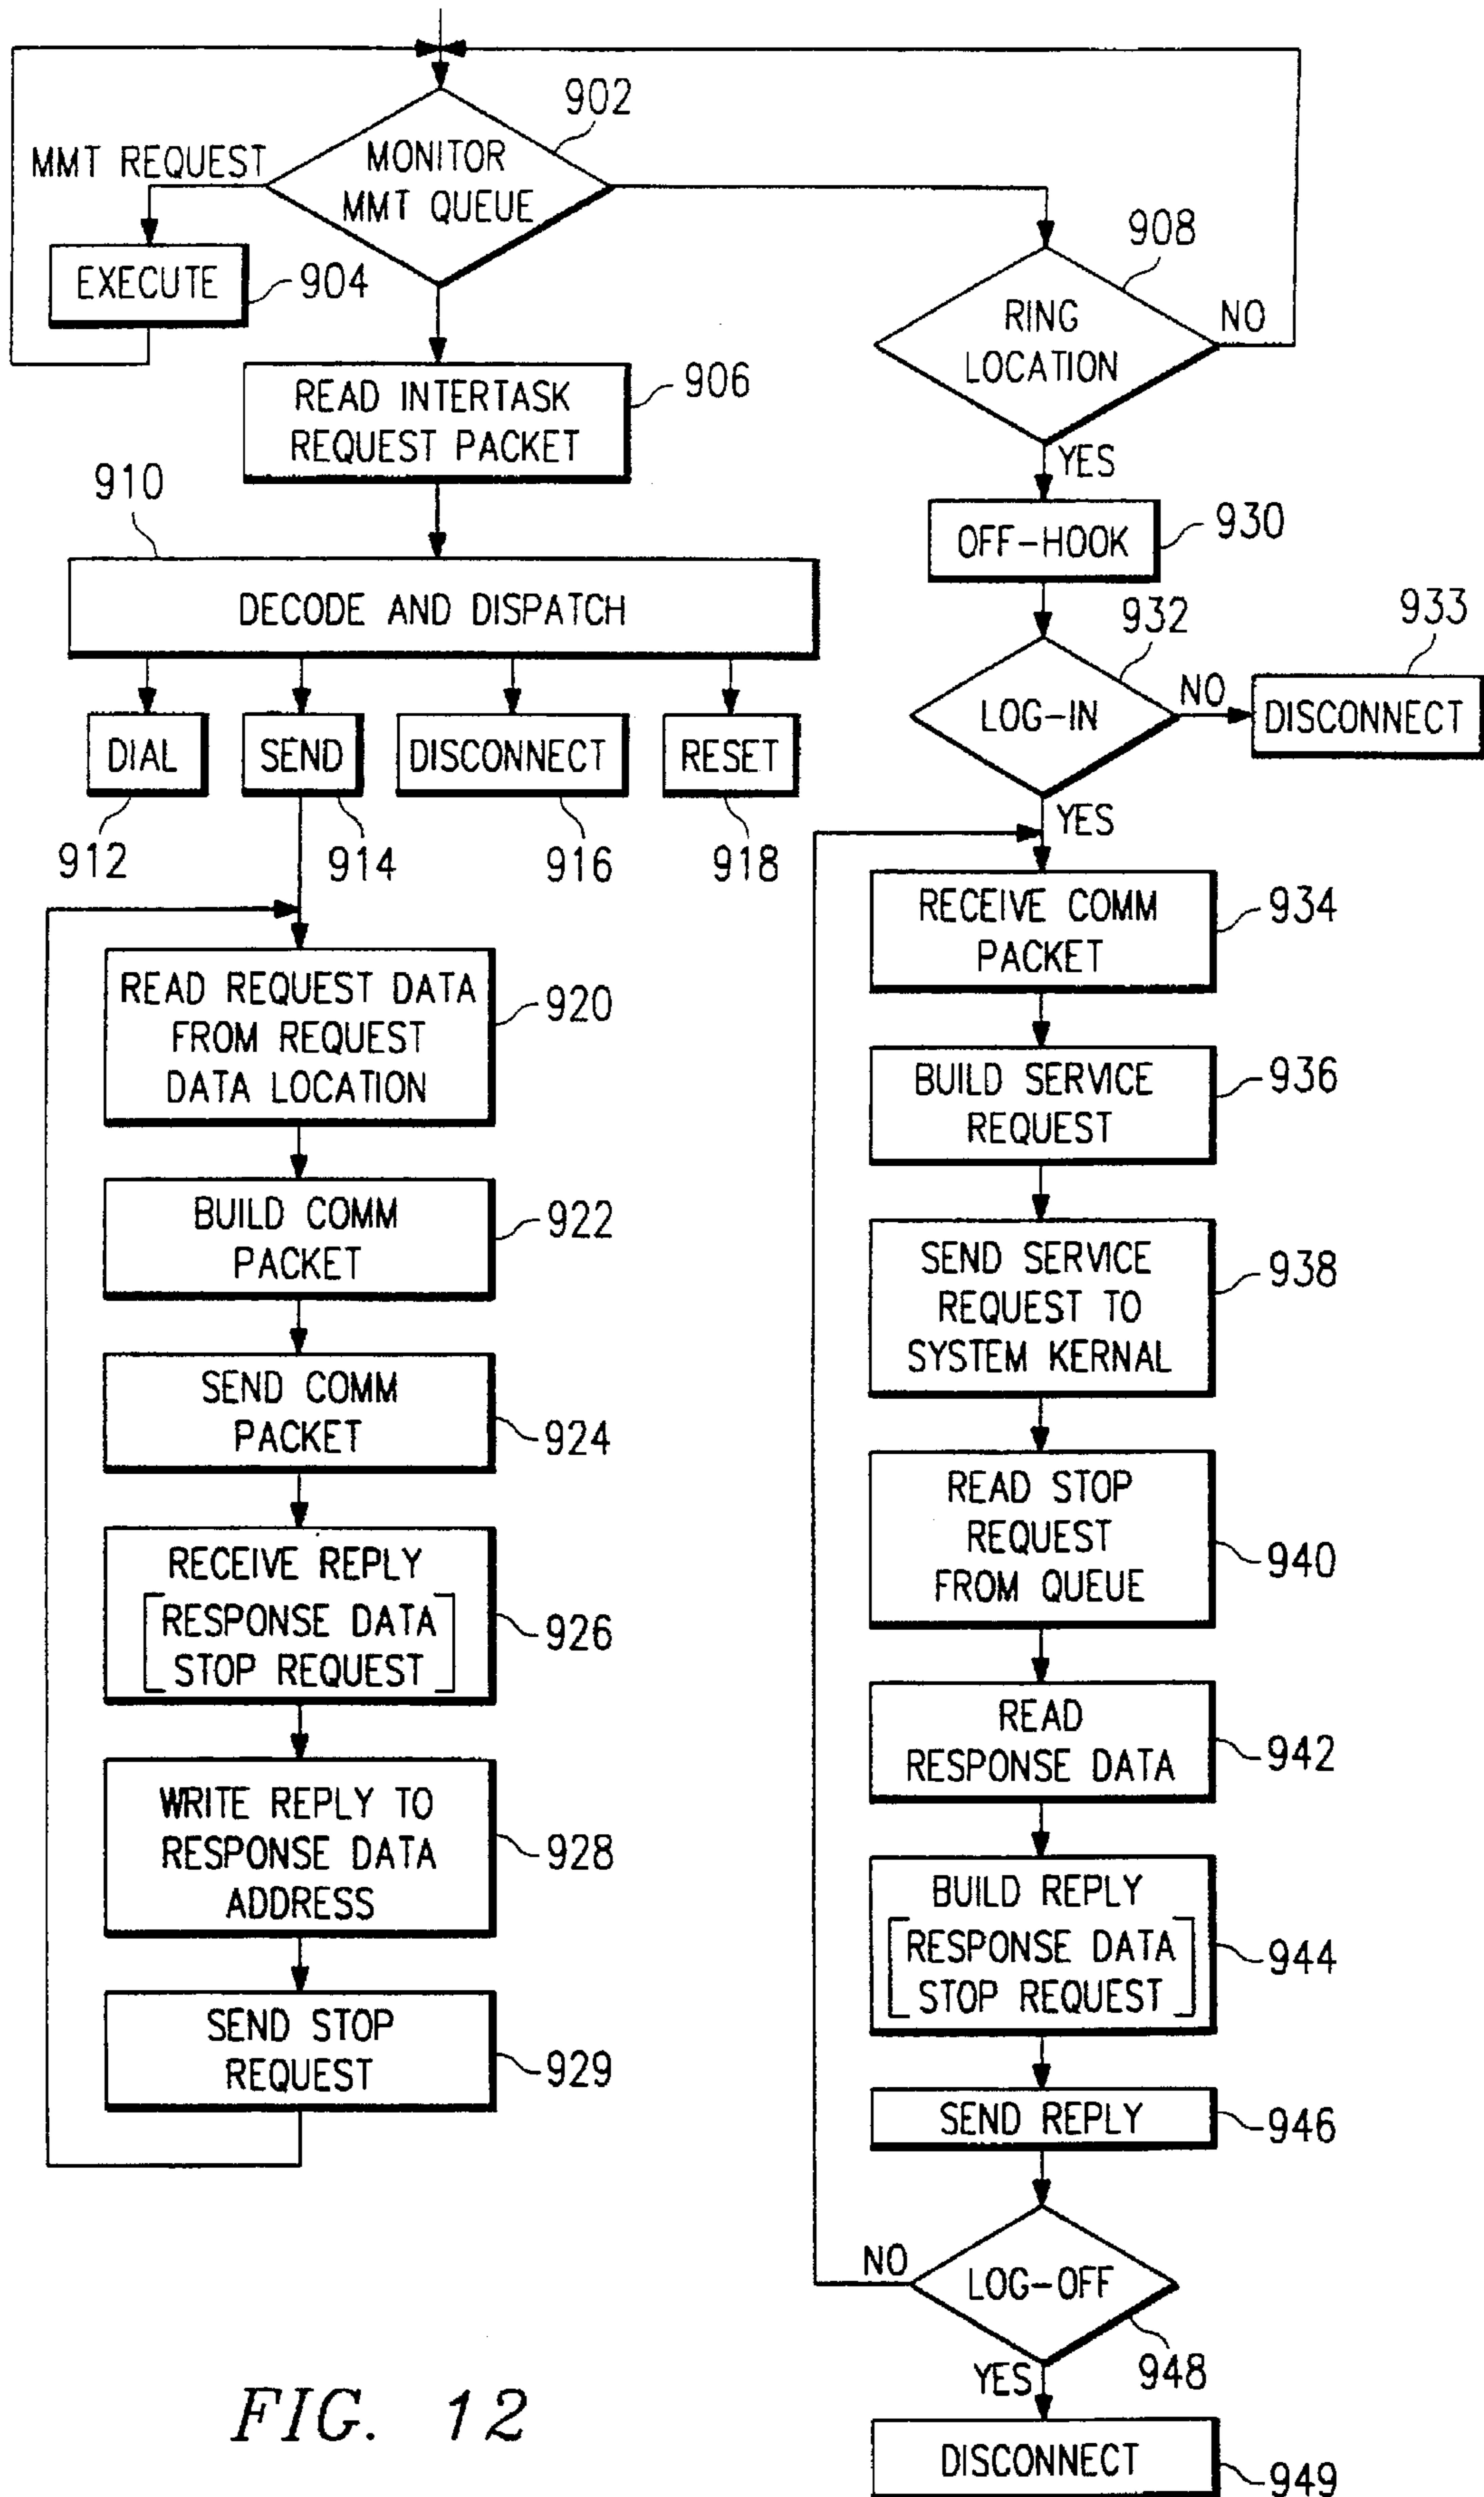 902
MMT REQUEST
MONITOR
MMT QUEUE
908
EXECUTE
904
RING
LOCATION
NO
READ INTERTASK
REQUEST PACKET
906
YES
910
OFF-HOOK
930
DECODE AND DISPATCH
932
933
LOG-IN
NO
DISCONNECT
DIAL
SEND
DISCONNECT
RESET
912
914
916
918
YES
RECEIVE COMM
PACKET
934
READ REQUEST DATA
FROM REQUEST
DATA LOCATION
920
BUILD SERVICE
REQUEST
936
BUILD COMM
PACKET
922
SEND SERVICE
REQUEST TO
SYSTEM KERNAL
938
SEND COMM
PACKET
924
READ STOP
REQUEST
FROM QUEUE
940
RECEIVE REPLY
[RESPONSE DATA
STOP REQUEST]
926
READ
RESPONSE DATA
942
WRITE REPLY TO
RESPONSE DATA
ADDRESS
928
BUILD REPLY
[RESPONSE DATA
STOP REQUEST]
944
SEND STOP
REQUEST
929
SEND REPLY
946
NO
LOG-OFF
948
YES
FIG. 12
DISCONNECT
949